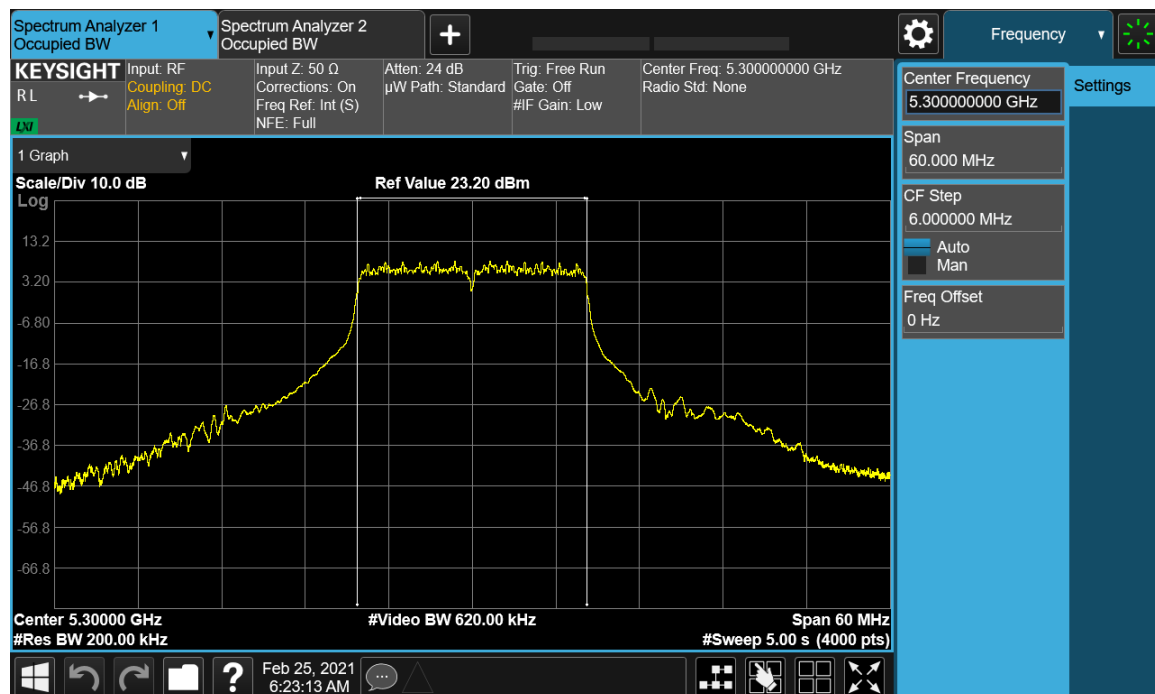 Spectrum Analyzer 1
Occupied BW
Spectrum Analyzer 2
Occupied BW
+
Frequency
KEYSIGHT
RL
LXI
Input: RF
Coupling: DC
Align: Off
Input Z: 50 Ω
Corrections: On
Freq Ref: Int (S)
NFE: Full
Atten: 24 dB
µW Path: Standard
Trig: Free Run
Gate: Off
#IF Gain: Low
Center Freq: 5.300000000 GHz
Radio Std: None
Center Frequency
5.300000000 GHz
Settings
Span
60.000 MHz
CF Step
6.000000 MHz
Auto
Man
Freq Offset
0 Hz
1 Graph
Scale/Div 10.0 dB
Ref Value 23.20 dBm
Log
13.2
3.20
-6.80
-16.8
-26.8
-36.8
-46.8
-56.8
-66.8
Center 5.30000 GHz
#Video BW 620.00 kHz
Span 60 MHz
#Res BW 200.00 kHz
#Sweep 5.00 s (4000 pts)
?
Feb 25, 2021
6:23:13 AM